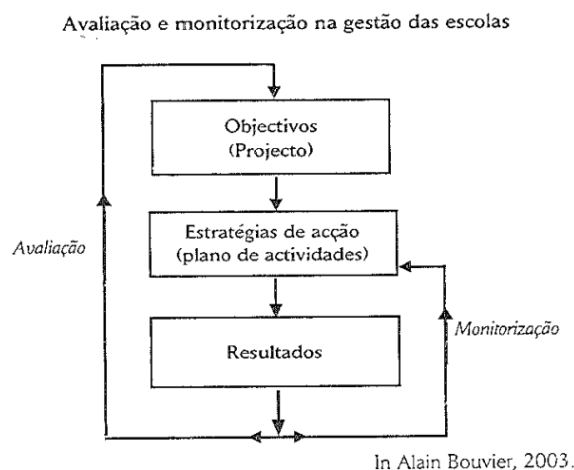 Avaliação e monitorização na gestão das escolas
Objectivos
(Projecto)
Estratégias de acção
(plano de actividades)
Avaliação
Monitorização
Resultados
In Alain Bouvier, 2003.